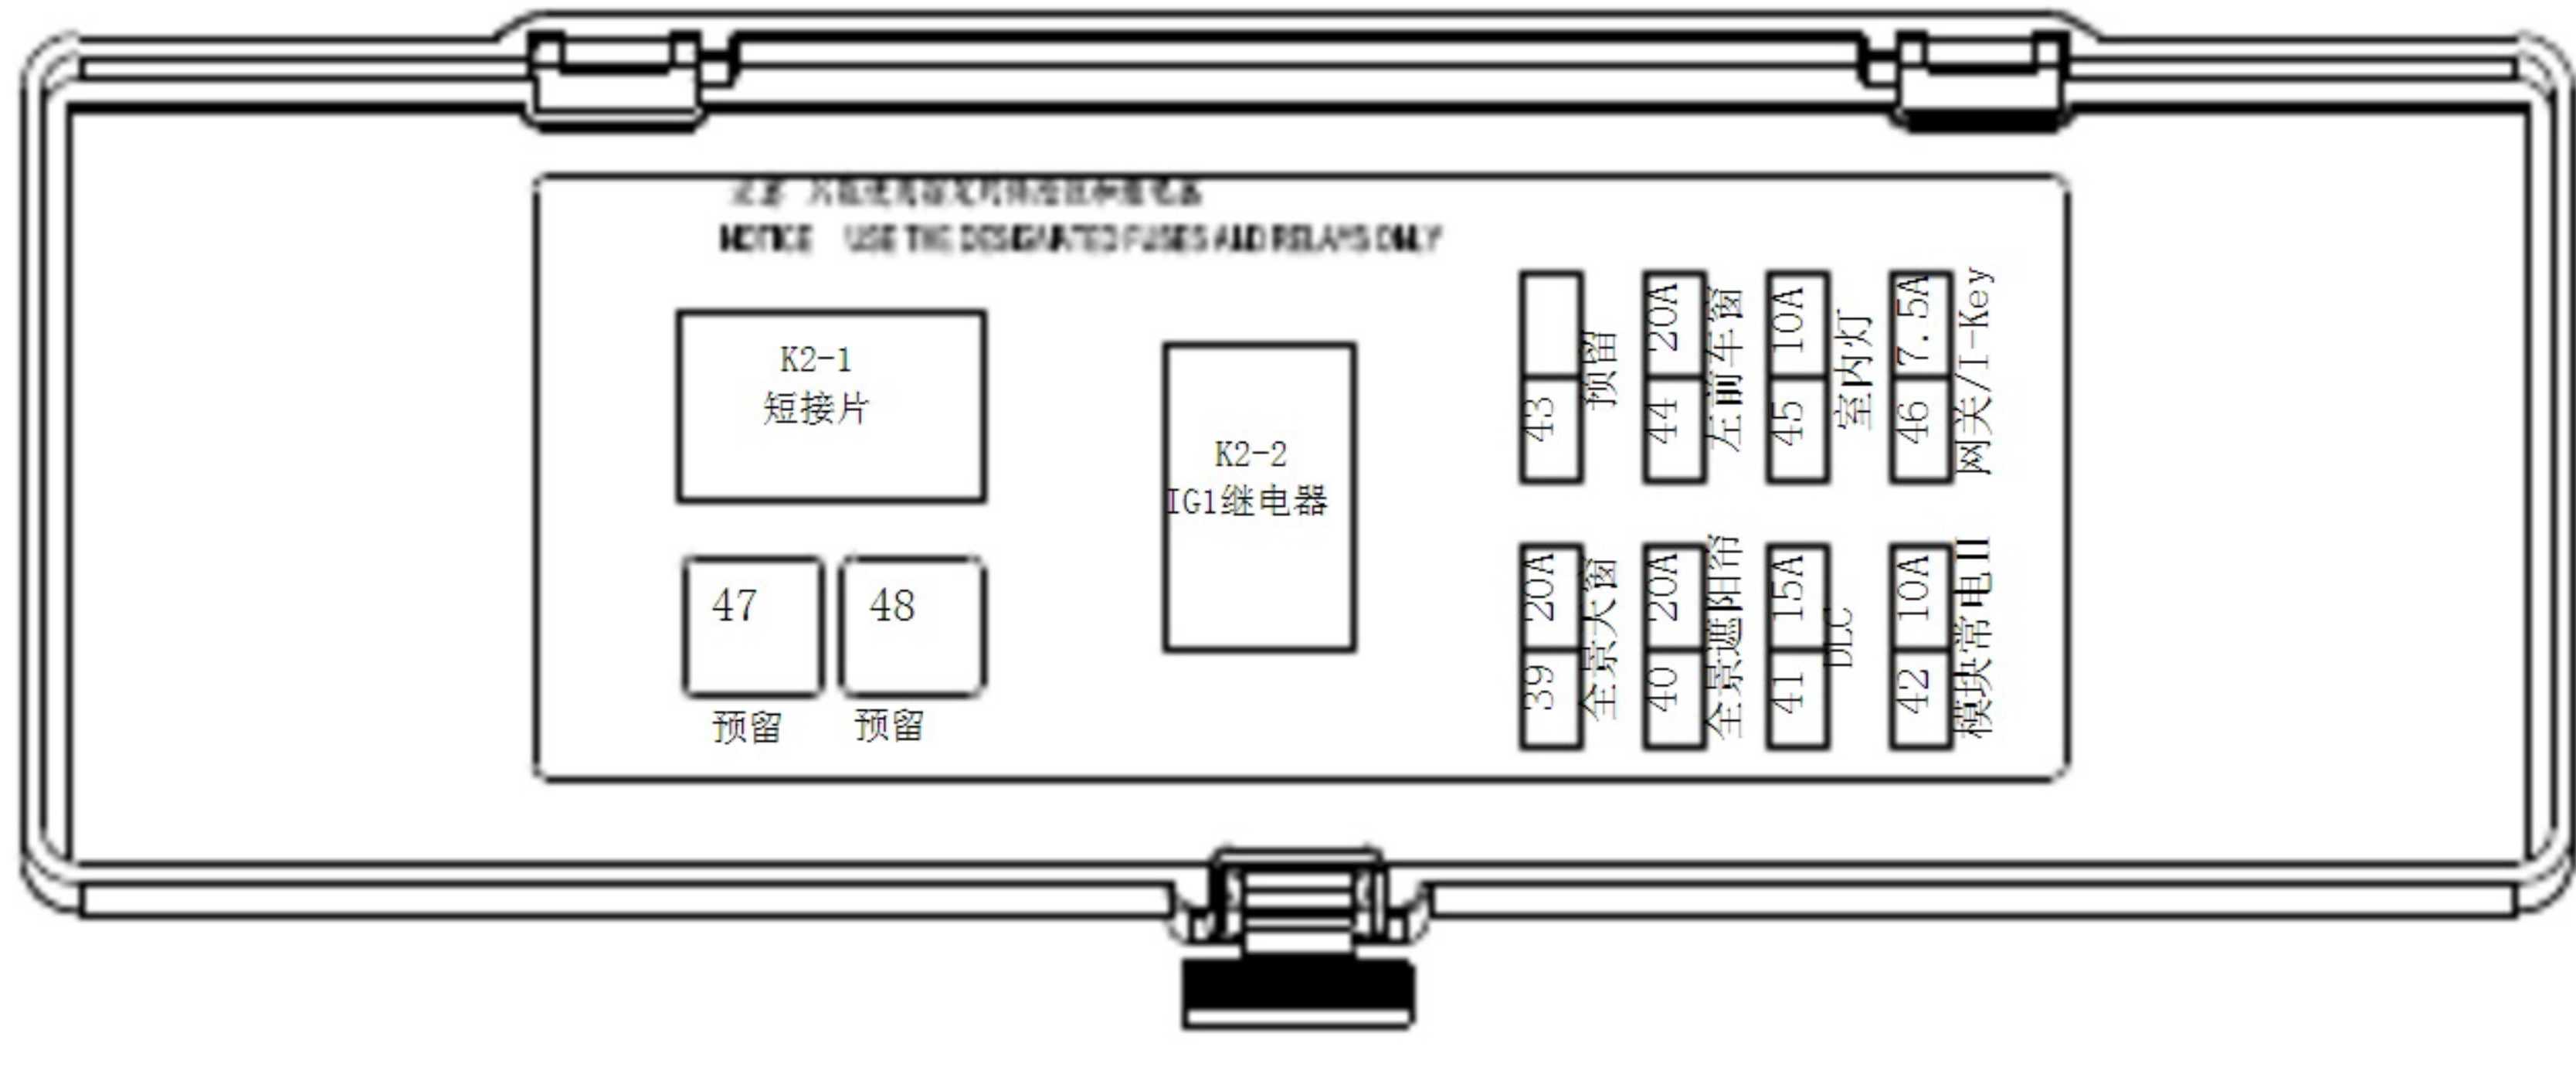 NOTICE USE THE DESIGNATED FUSES AND RELAYS ONLY
K2-1
短接片
K2-2
IG1继电器
47
预留
48
预留
43
预留
20A
44
左前车窗
10A
45
室内灯
7.5A
46
网关/I-Key
20A
39
全景天窗
20A
40
全景遮阳帘
15A
41
DLC
10A
42
模块常电II